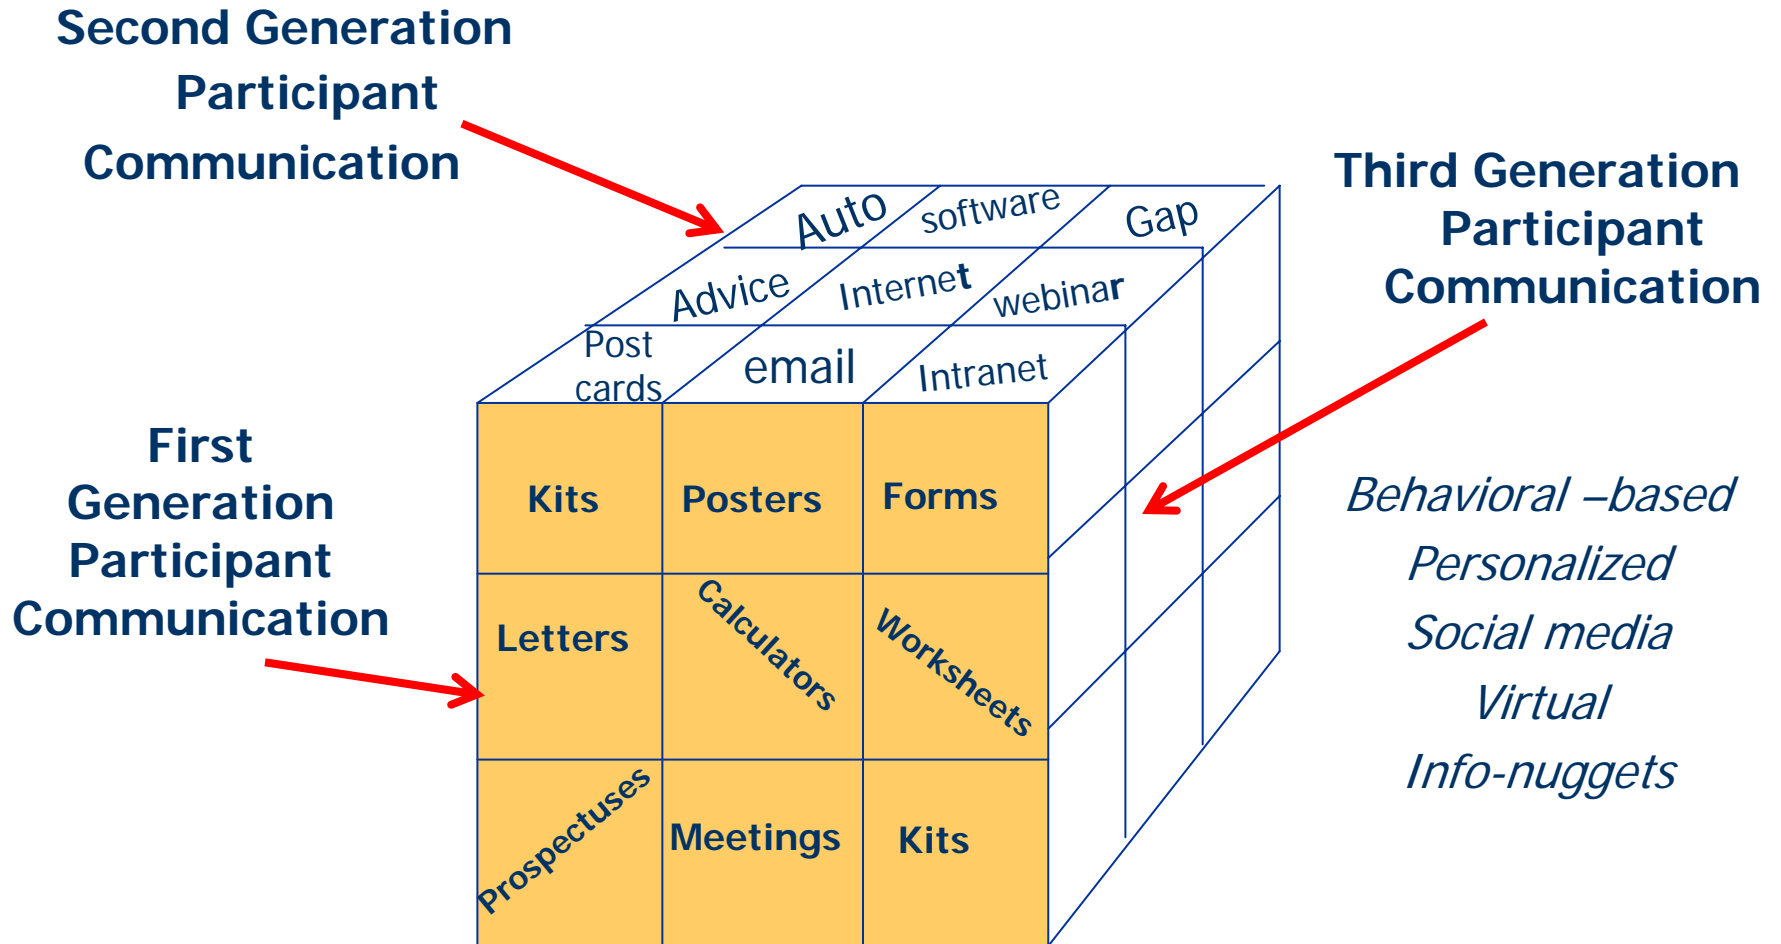 Second Generation
Participant
Communication
Third Generation
Participant
Communication
Auto
software
Gap
Advice
Internet
webinar
Post
cards
email
Intranet
First
Generation
Participant
Communication
Kits
Posters
Forms
Letters
Calculators
Worksheets
Prospectuses
Meetings
Kits
Behavioral –based
Personalized
Social media
Virtual
Info-nuggets